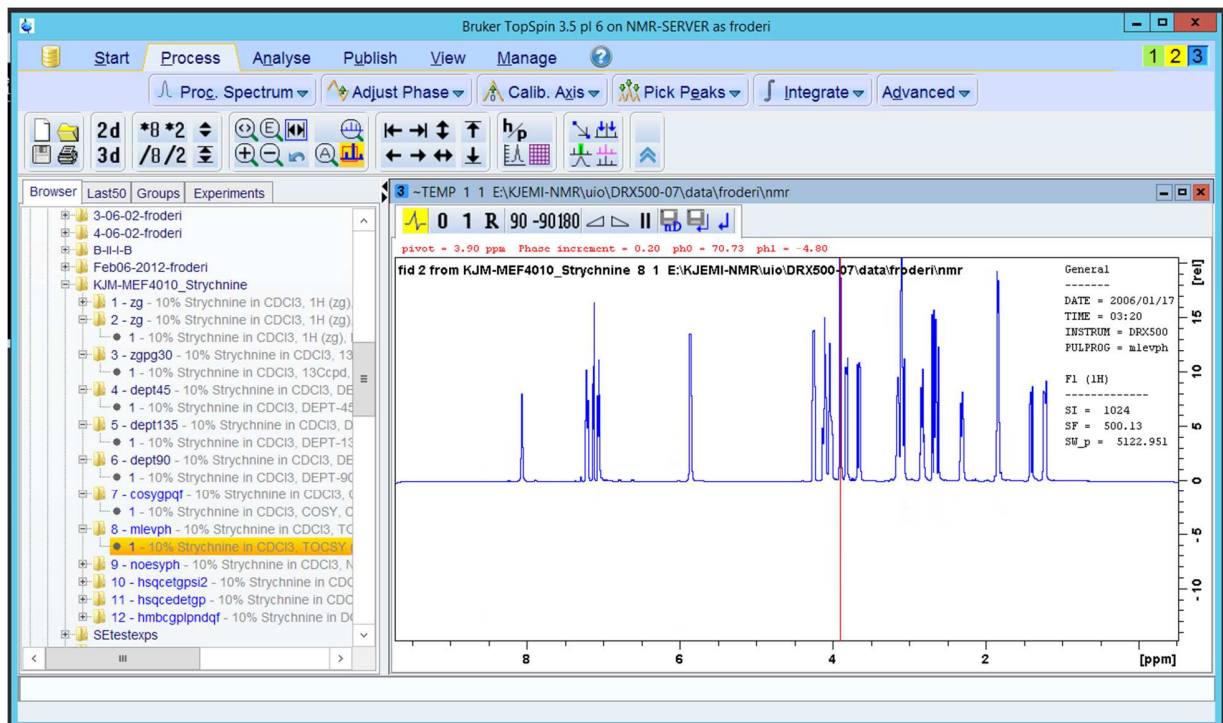 Bruker TopSpin 3.5 pl 6 on NMR-SERVER as froderi
Start Process Analyse Publish View Manage ? 1 2 3
Proc. Spectrum Adjust Phase Calib. Axis Pick Peaks Integrate Advanced
2d *8 *2 E h/p
3d /8 /2 A
Browser Last50 Groups Experiments
3-06-02-froderi
4-06-02-froderi
B-II-I-B
Feb06-2012-froderi
KJM-MEF4010_Strychnine
1 - zg - 10% Strychnine in CDCl3, 1H (zg),
2 - zg - 10% Strychnine in CDCl3, 1H (zg),
1 - 10% Strychnine in CDCl3, 1H (zg),
3 - zgpg30 - 10% Strychnine in CDCl3, 13
1 - 10% Strychnine in CDCl3, 13Ccpd,
4 - dept45 - 10% Strychnine in CDCl3, DE
1 - 10% Strychnine in CDCl3, DEPT-45
5 - dept135 - 10% Strychnine in CDCl3, D
1 - 10% Strychnine in CDCl3, DEPT-13
6 - dept90 - 10% Strychnine in CDCl3, DE
1 - 10% Strychnine in CDCl3, DEPT-90
7 - cosygpqf - 10% Strychnine in CDCl3,
1 - 10% Strychnine in CDCl3, COSY,
8 - mlevph - 10% Strychnine in CDCl3, TC
1 - 10% Strychnine in CDCl3, TOCSY
9 - noesyph - 10% Strychnine in CDCl3, N
10 - hsqcetgpsi2 - 10% Strychnine in CDC
11 - hsqcedetgp - 10% Strychnine in CDC
12 - hmbcgplpndqf - 10% Strychnine in
SEtestexps
3 ~TEMP 1 1 E:\KJEMI-NMR\uio\DRX500-07\data\froderi\nmr
0 1 R 90 -90 180 nD
pivot = 3.90 ppm Phase increment = 0.20 ph0 = 70.73 ph1 = -4.80
fid 2 from KJM-MEF4010_Strychnine 8 1 E:\KJEMI-NMR\uio\DRX500-07\data\froderi\nmr
General
-------
DATE = 2006/01/17
TIME = 03:20
INSTRUM = DRX500
PULPROG = mlevph
F1 (1H)
-------------
SI = 1024
SF = 500.13
SW_p = 5122.951
[rel]
15
10
5
0
-5
-10
8 6 4 2 [ppm]